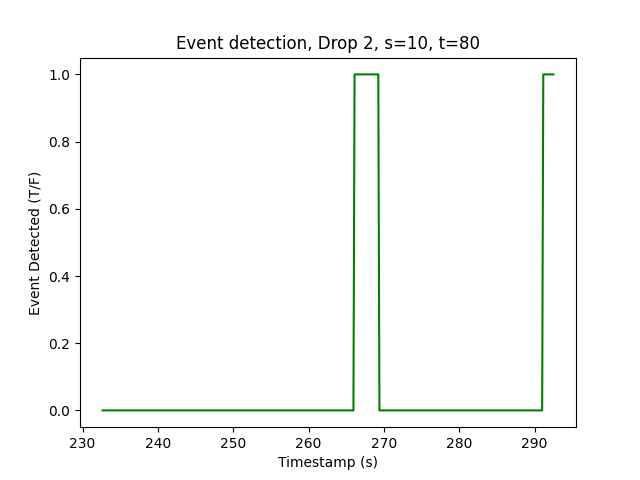 Event detection, Drop 2, s=10, t=80
1.0
0.8
0.6
0.4
0.2
0.0
Event Detected (T/F)
230 240 250 260 270 280 290
Timestamp (s)